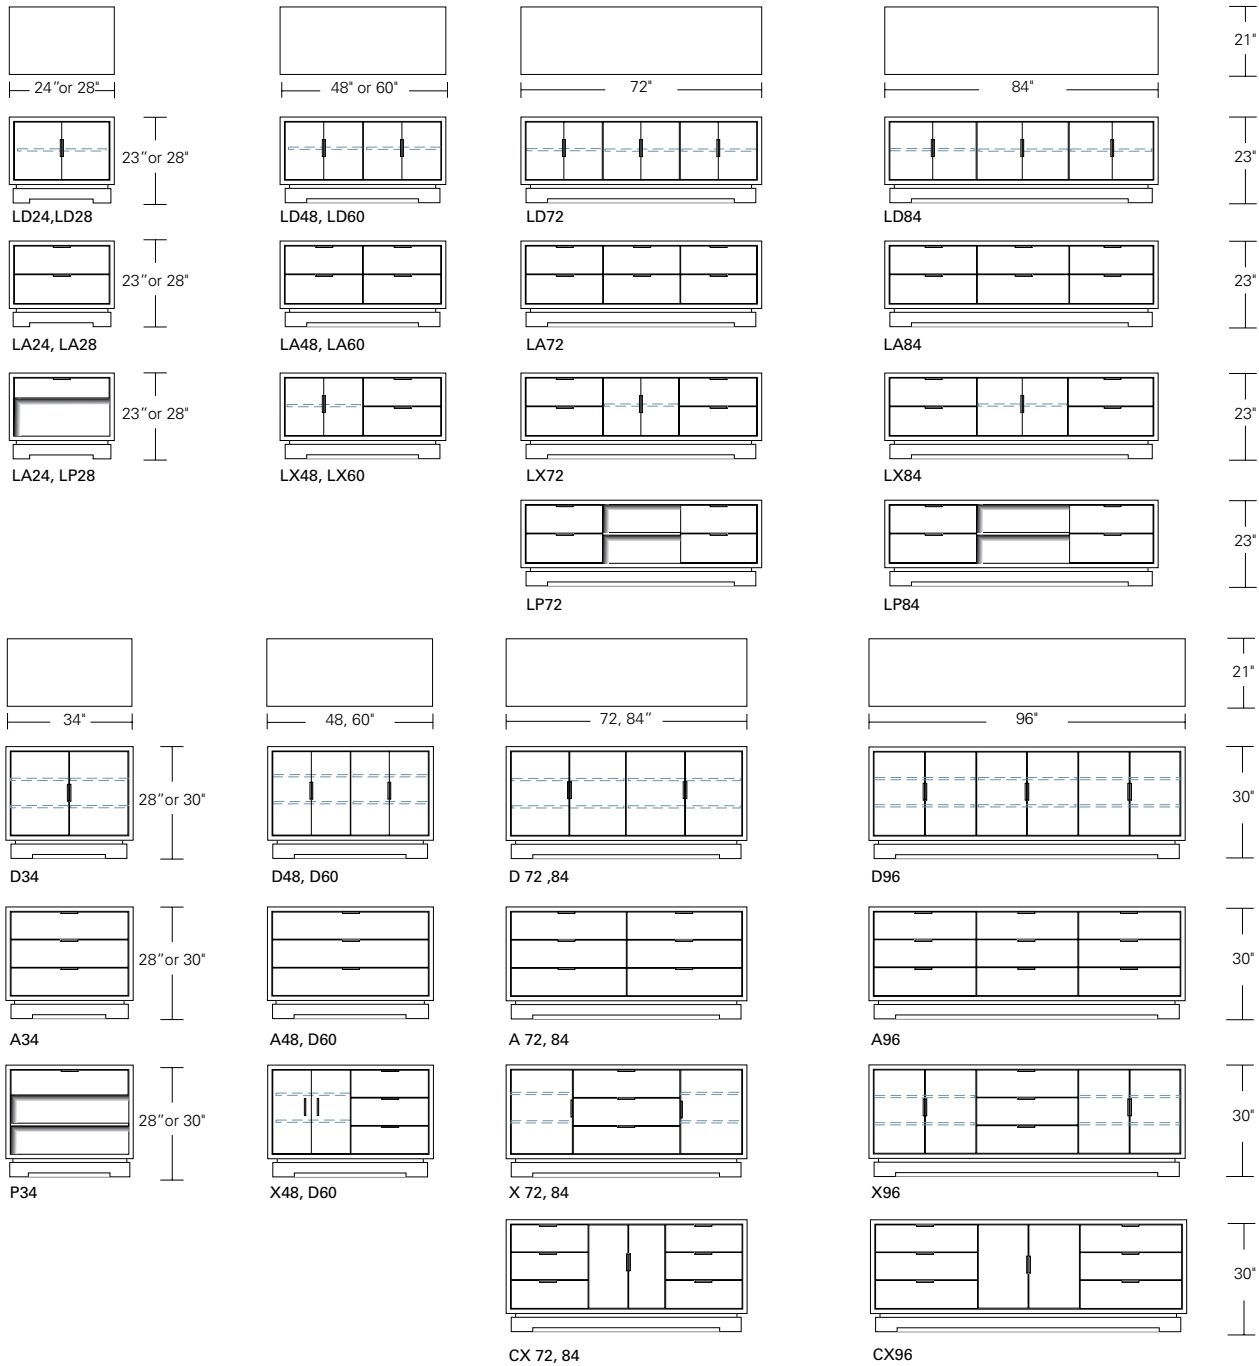 21"
24”or 28"
48" or 60"
72"
84"
23”or 28"
23"
LD24,LD28
LD48, LD60
LD72
LD84
23”or 28"
23"
LA24, LA28
LA48, LA60
LA72
LA84
23”or 28"
23"
LA24, LP28
LX48, LX60
LX72
LX84
23"
LP72
LP84
21"
34"
48, 60"
72, 84”
96"
28”or 30"
30"
D34
D48, D60
D 72 ,84
D96
28”or 30"
30"
A34
A48, D60
A 72, 84
A96
28”or 30"
30"
P34
X48, D60
X 72, 84
X96
30"
CX 72, 84
CX96